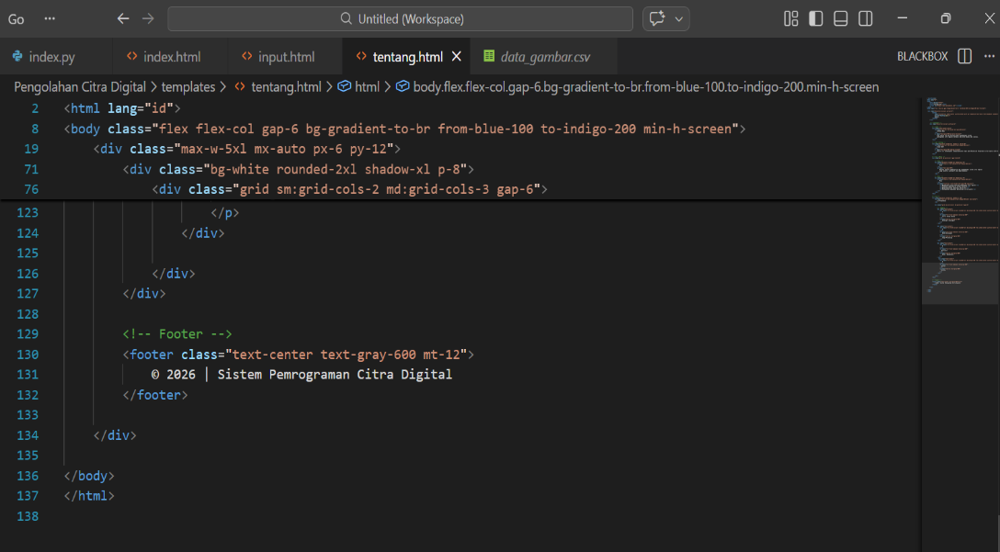 Go ··· Untitled (Workspace)
index.py index.html input.html tentang.html data_gambar.csv BLACKBOX ···
Pengolahan Citra Digital > templates > tentang.html > html > body.flex.flex-col.gap-6.bg-gradient-to-br.from-blue-100.to-indigo-200.min-h-screen
2 <html lang="id">
8 <body class="flex flex-col gap-6 bg-gradient-to-br from-blue-100 to-indigo-200 min-h-screen">
19 <div class="max-w-5xl mx-auto px-6 py-12">
71 <div class="bg-white rounded-2xl shadow-xl p-8">
76 <div class="grid sm:grid-cols-2 md:grid-cols-3 gap-6">
123 </p>
124 </div>
125
126 </div>
127 </div>
128
129 <!-- Footer -->
130 <footer class="text-center text-gray-600 mt-12">
131 © 2026 | Sistem Pemrograman Citra Digital
132 </footer>
133
134 </div>
135
136 </body>
137 </html>
138